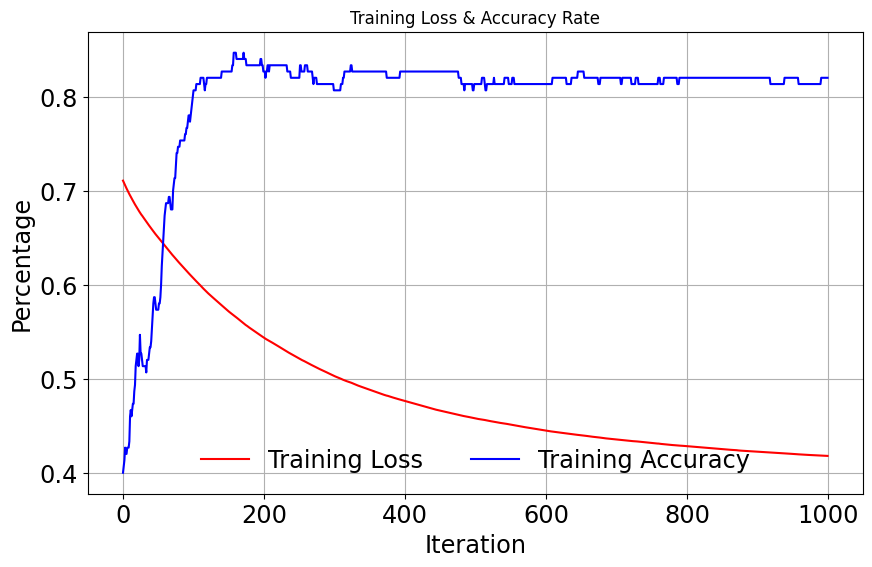 Training Loss & Accuracy Rate
Percentage
0.8
0.7
0.6
0.5
0.4
Training Loss Training Accuracy
0 200 400 600 800 1000
Iteration